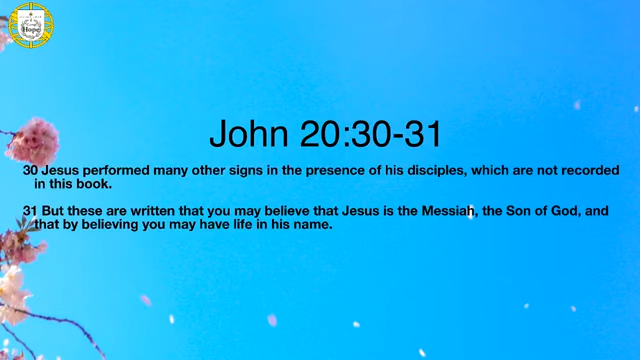 Hope
John 20:30-31
30 Jesus performed many other signs in the presence of his disciples, which are not recorded
in this book.
31 But these are written that you may believe that Jesus is the Messiah, the Son of God, and
that by believing you may have life in his name.